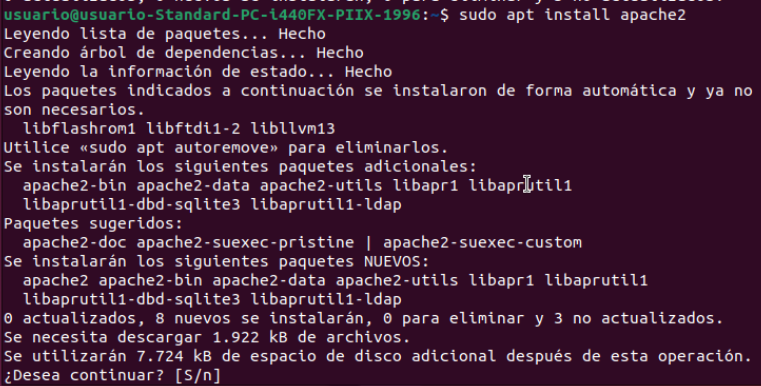 usuario@usuario-Standard-PC-i440FX-PIIX-1996:~$ sudo apt install apache2
Leyendo lista de paquetes... Hecho
Creando árbol de dependencias... Hecho
Leyendo la información de estado... Hecho
Los paquetes indicados a continuación se instalaron de forma automática y ya no
son necesarios.
  libflashrom1 libftdi1-2 libllvm13
Utilice «sudo apt autoremove» para eliminarlos.
Se instalarán los siguientes paquetes adicionales:
  apache2-bin apache2-data apache2-utils libapr1 libaprutil1
  libaprutil1-dbd-sqlite3 libaprutil1-ldap
Paquetes sugeridos:
  apache2-doc apache2-suexec-pristine | apache2-suexec-custom
Se instalarán los siguientes paquetes NUEVOS:
  apache2 apache2-bin apache2-data apache2-utils libapr1 libaprutil1
  libaprutil1-dbd-sqlite3 libaprutil1-ldap
0 actualizados, 8 nuevos se instalarán, 0 para eliminar y 3 no actualizados.
Se necesita descargar 1.922 kB de archivos.
Se utilizarán 7.724 kB de espacio de disco adicional después de esta operación.
¿Desea continuar? [S/n]